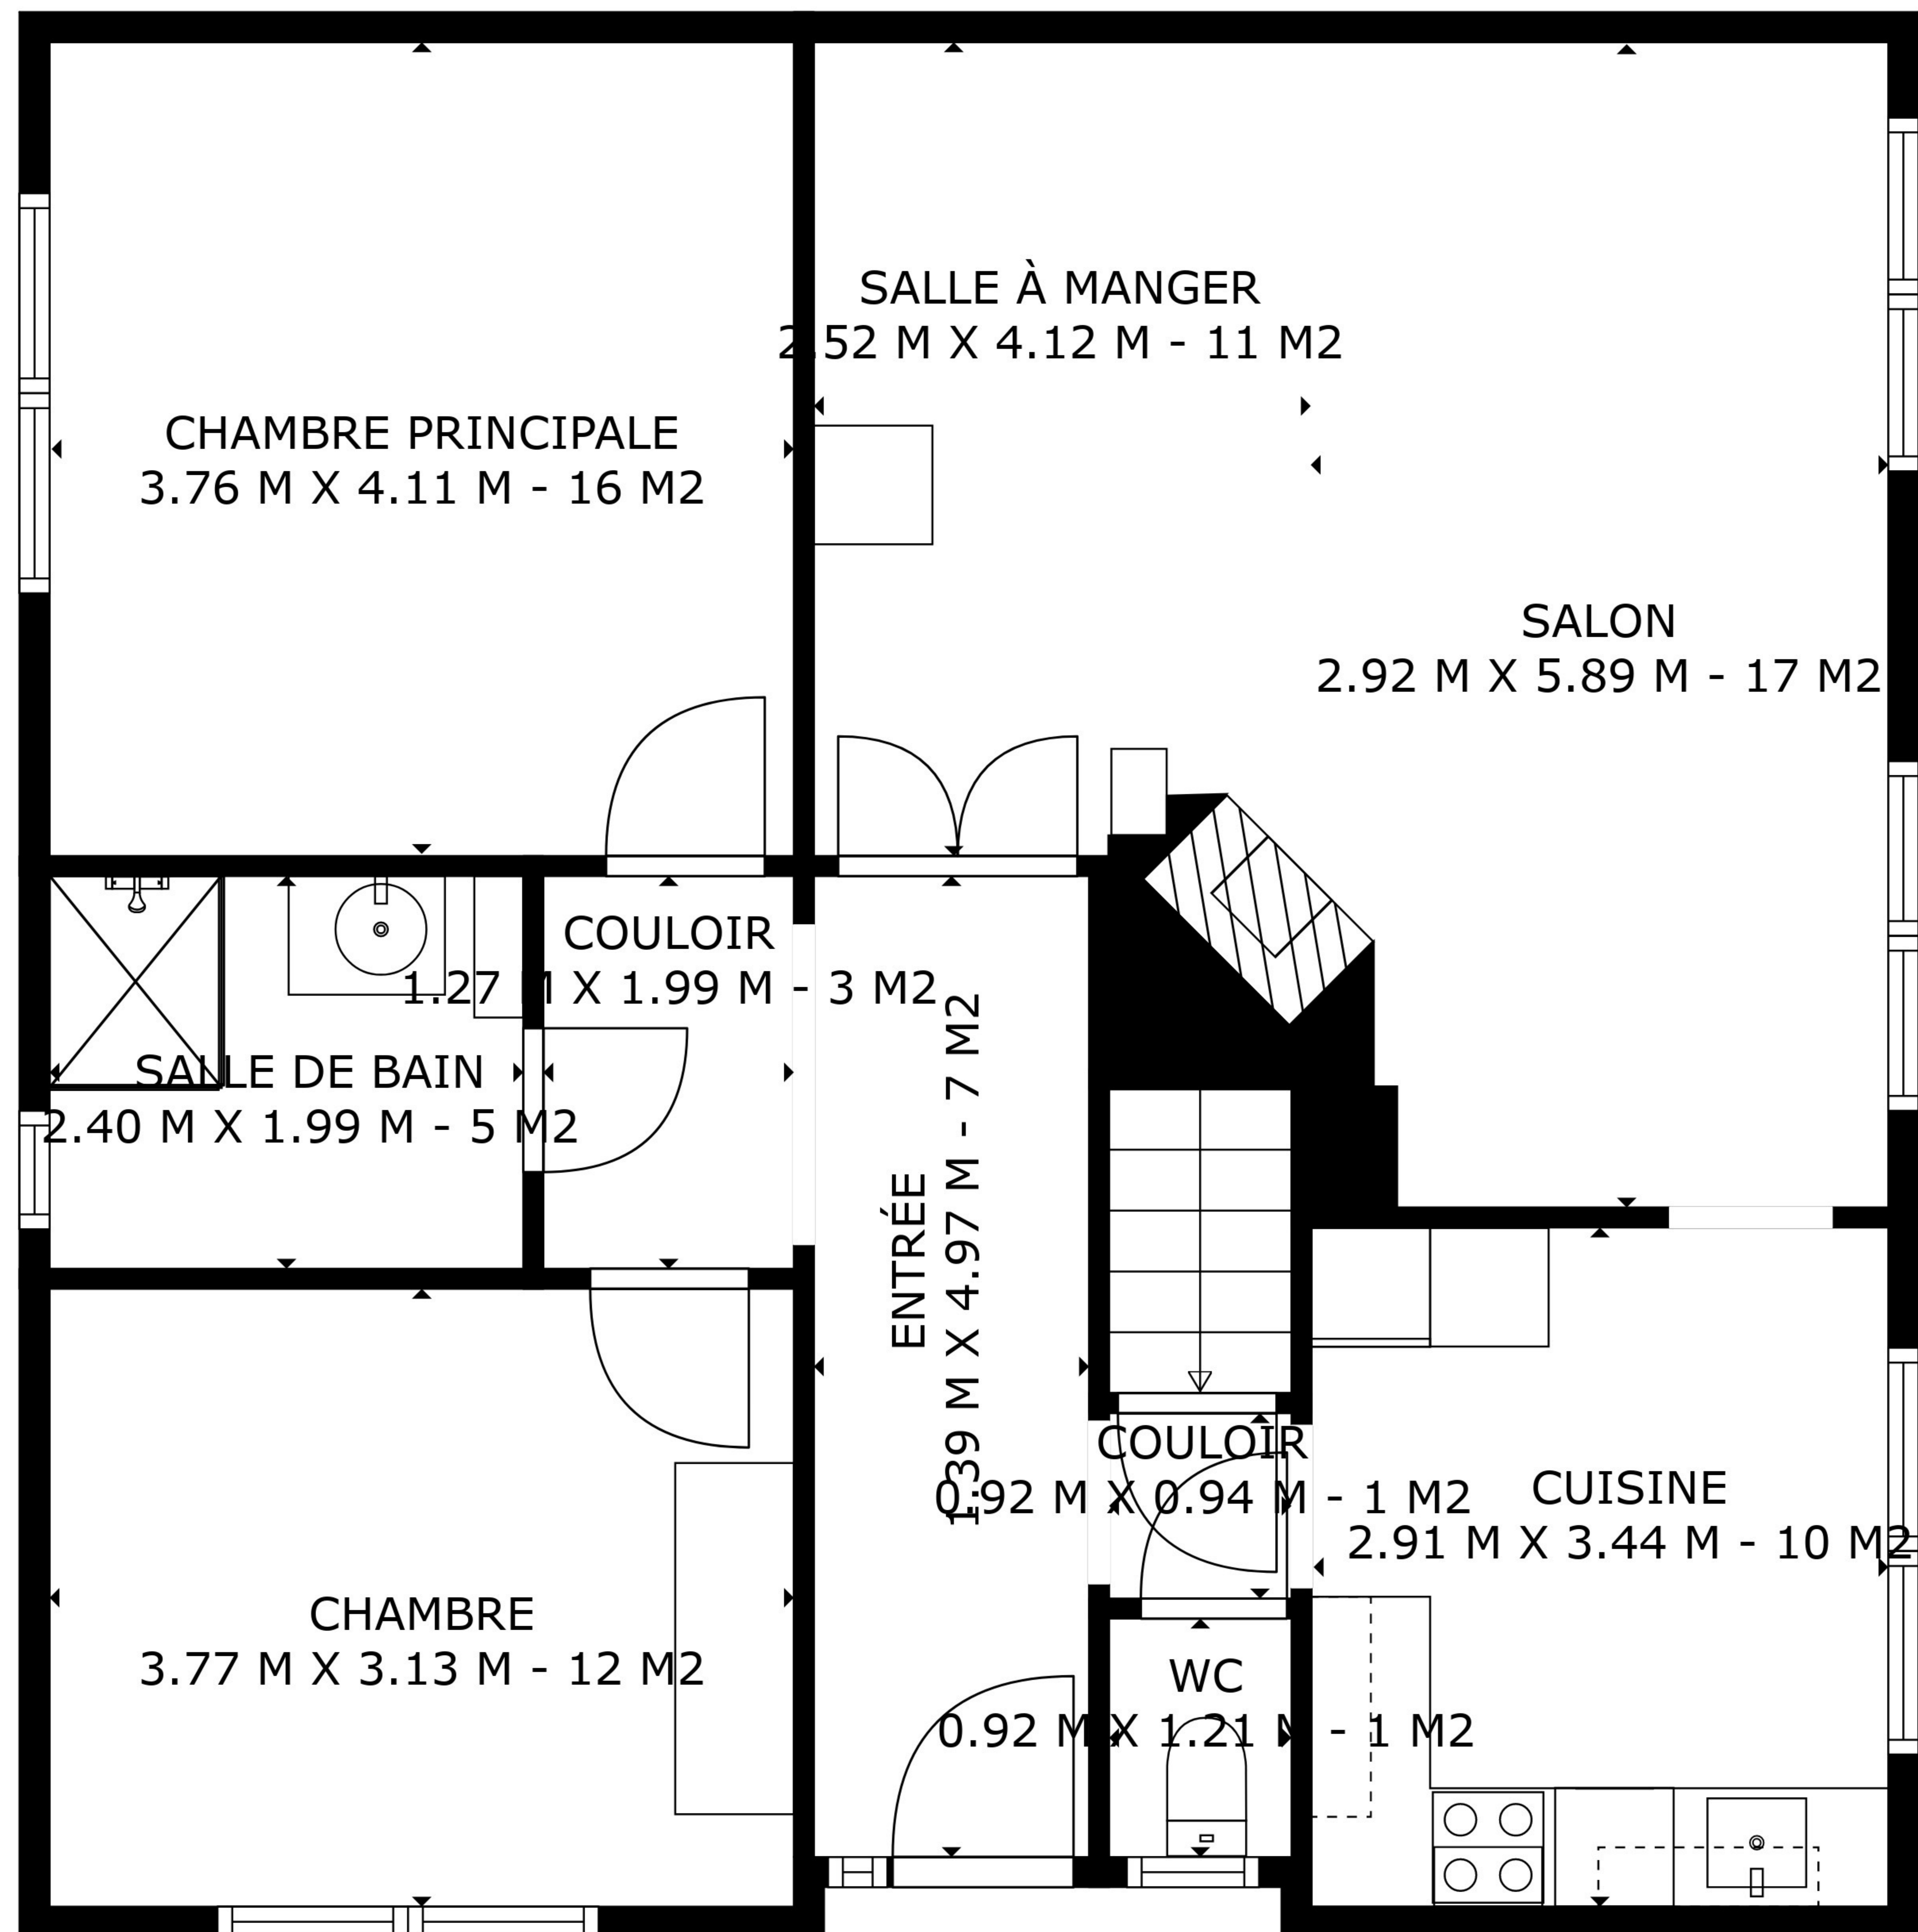 SALLE À MANGER
2.52 M X 4.12 M - 11 M2
CHAMBRE PRINCIPALE
3.76 M X 4.11 M - 16 M2
SALON
2.92 M X 5.89 M - 17 M2
COULOIR
1.27 M X 1.99 M - 3 M2
SALLE DE BAIN
2.40 M X 1.99 M - 5 M2
ENTRÉE
1.39 M X 4.97 M - 7 M2
COULOIR
0.92 M X 0.94 M - 1 M2
CUISINE
2.91 M X 3.44 M - 10 M2
CHAMBRE
3.77 M X 3.13 M - 12 M2
WC
0.92 M X 1.21 M - 1 M2